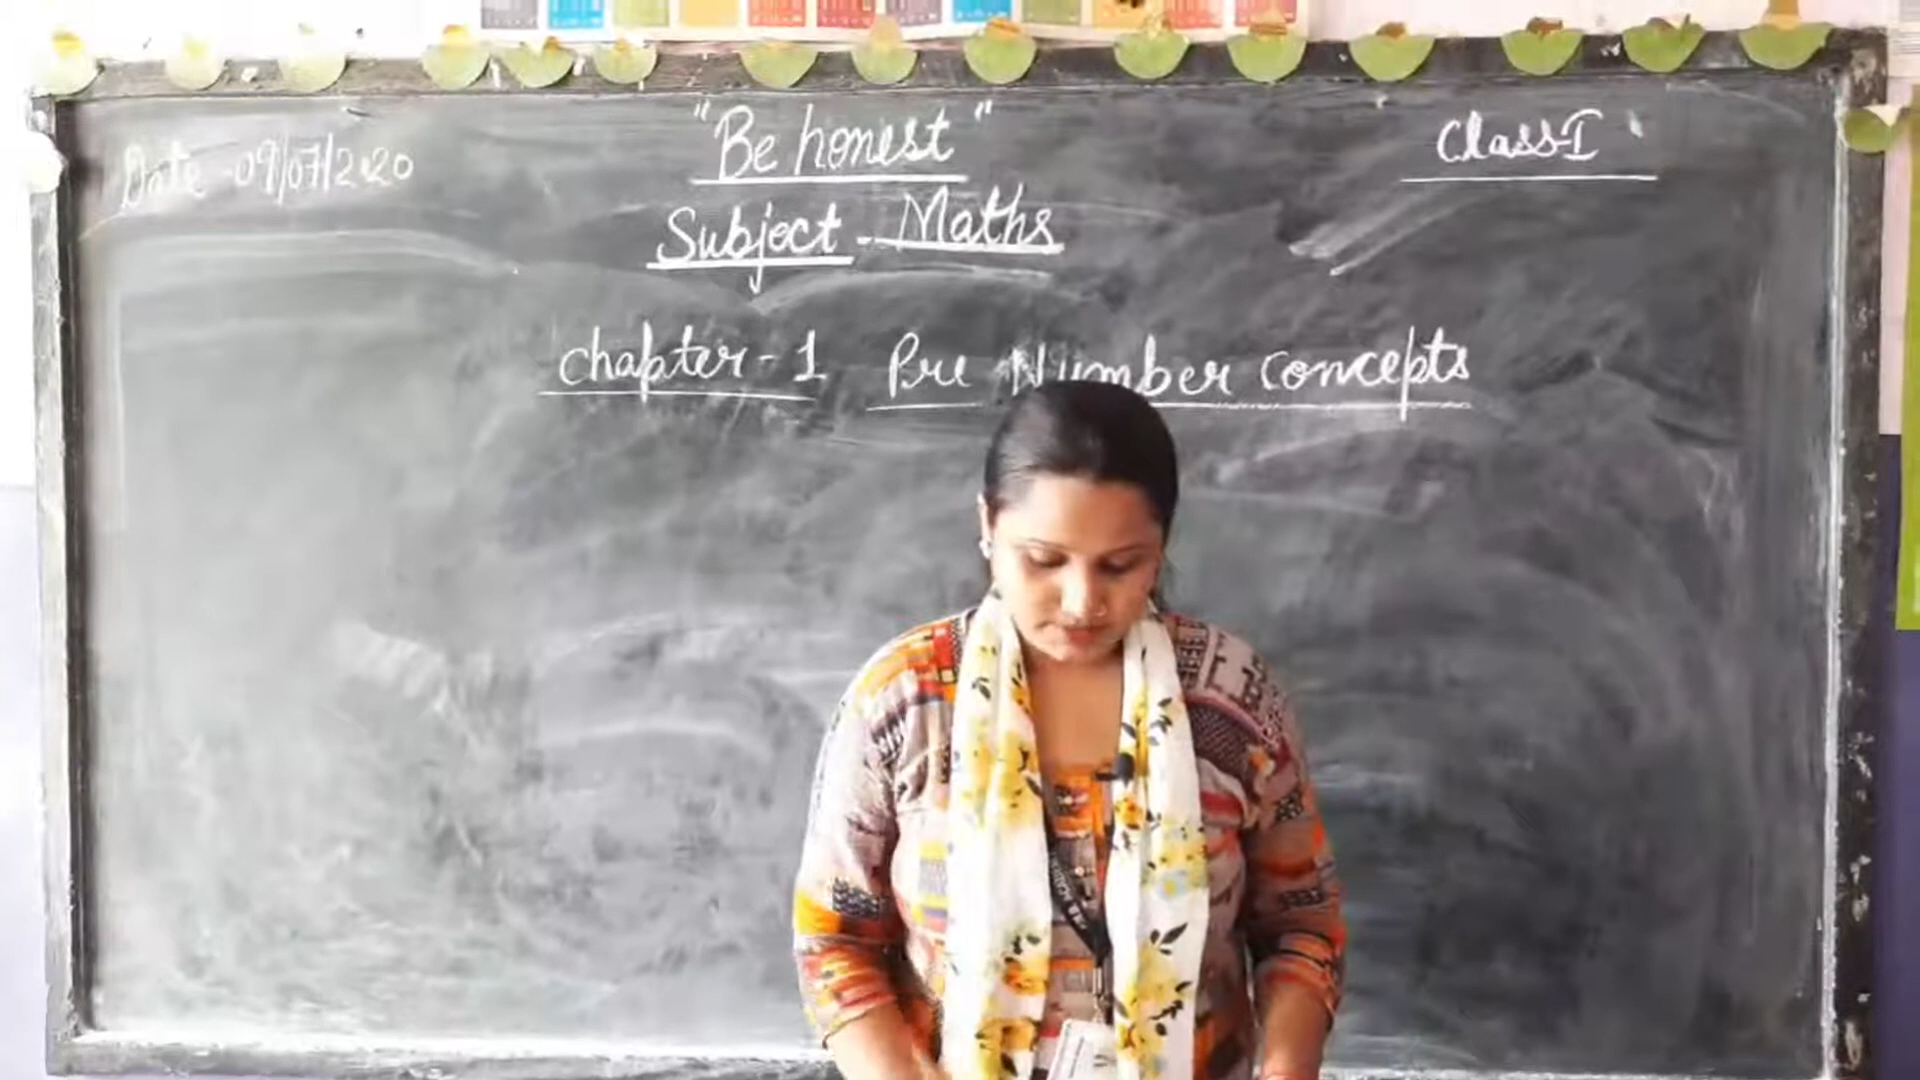 "Be honest"
Date - 09/07/2020
Class-I
Subject - Maths
Chapter - 1 Pre Number concepts